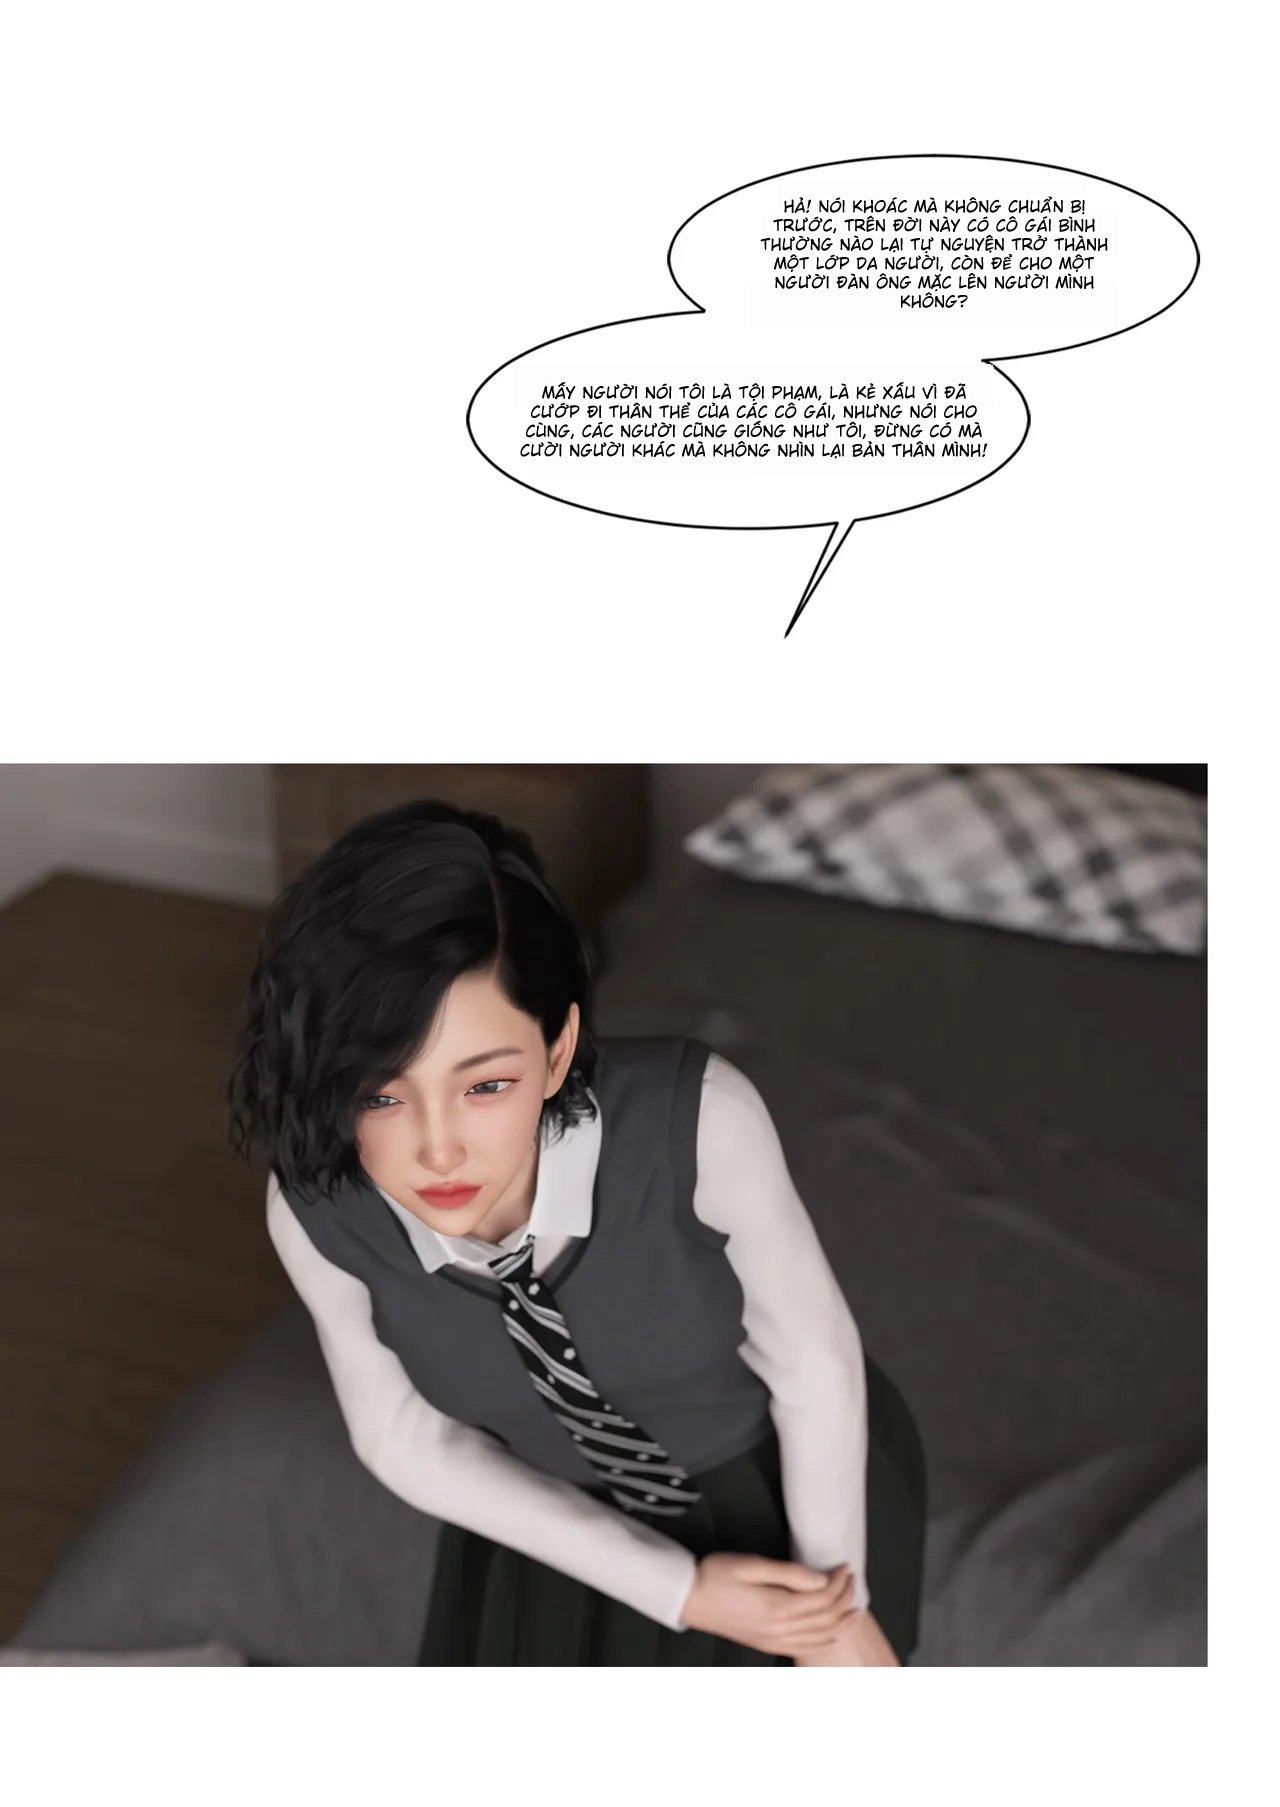 HẢ! NÓI KHOÁC MÀ KHÔNG CHUẨN BỊ
TRƯỚC, TRÊN ĐỜI NÀY CÓ CÔ GÁI BÌNH
THƯỜNG NÀO LẠI TỰ NGUYỆN TRỞ THÀNH
MỘT LỚP DA NGƯỜI, CÒN ĐỂ CHO MỘT
NGƯỜI ĐÀN ÔNG MẶC LÊN NGƯỜI MÌNH
KHÔNG?
MẤY NGƯỜI NÓI TÔI LÀ TỘI PHẠM, LÀ KẺ XẤU VÌ ĐÃ
CƯỚP ĐI THÂN THỂ CỦA CÁC CÔ GÁI, NHƯNG NÓI CHO
CÙNG, CÁC NGƯỜI CŨNG GIỐNG NHƯ TÔI, ĐỪNG CÓ MÀ
CƯỜI NGƯỜI KHÁC MÀ KHÔNG NHÌN LẠI BẢN THÂN MÌNH!